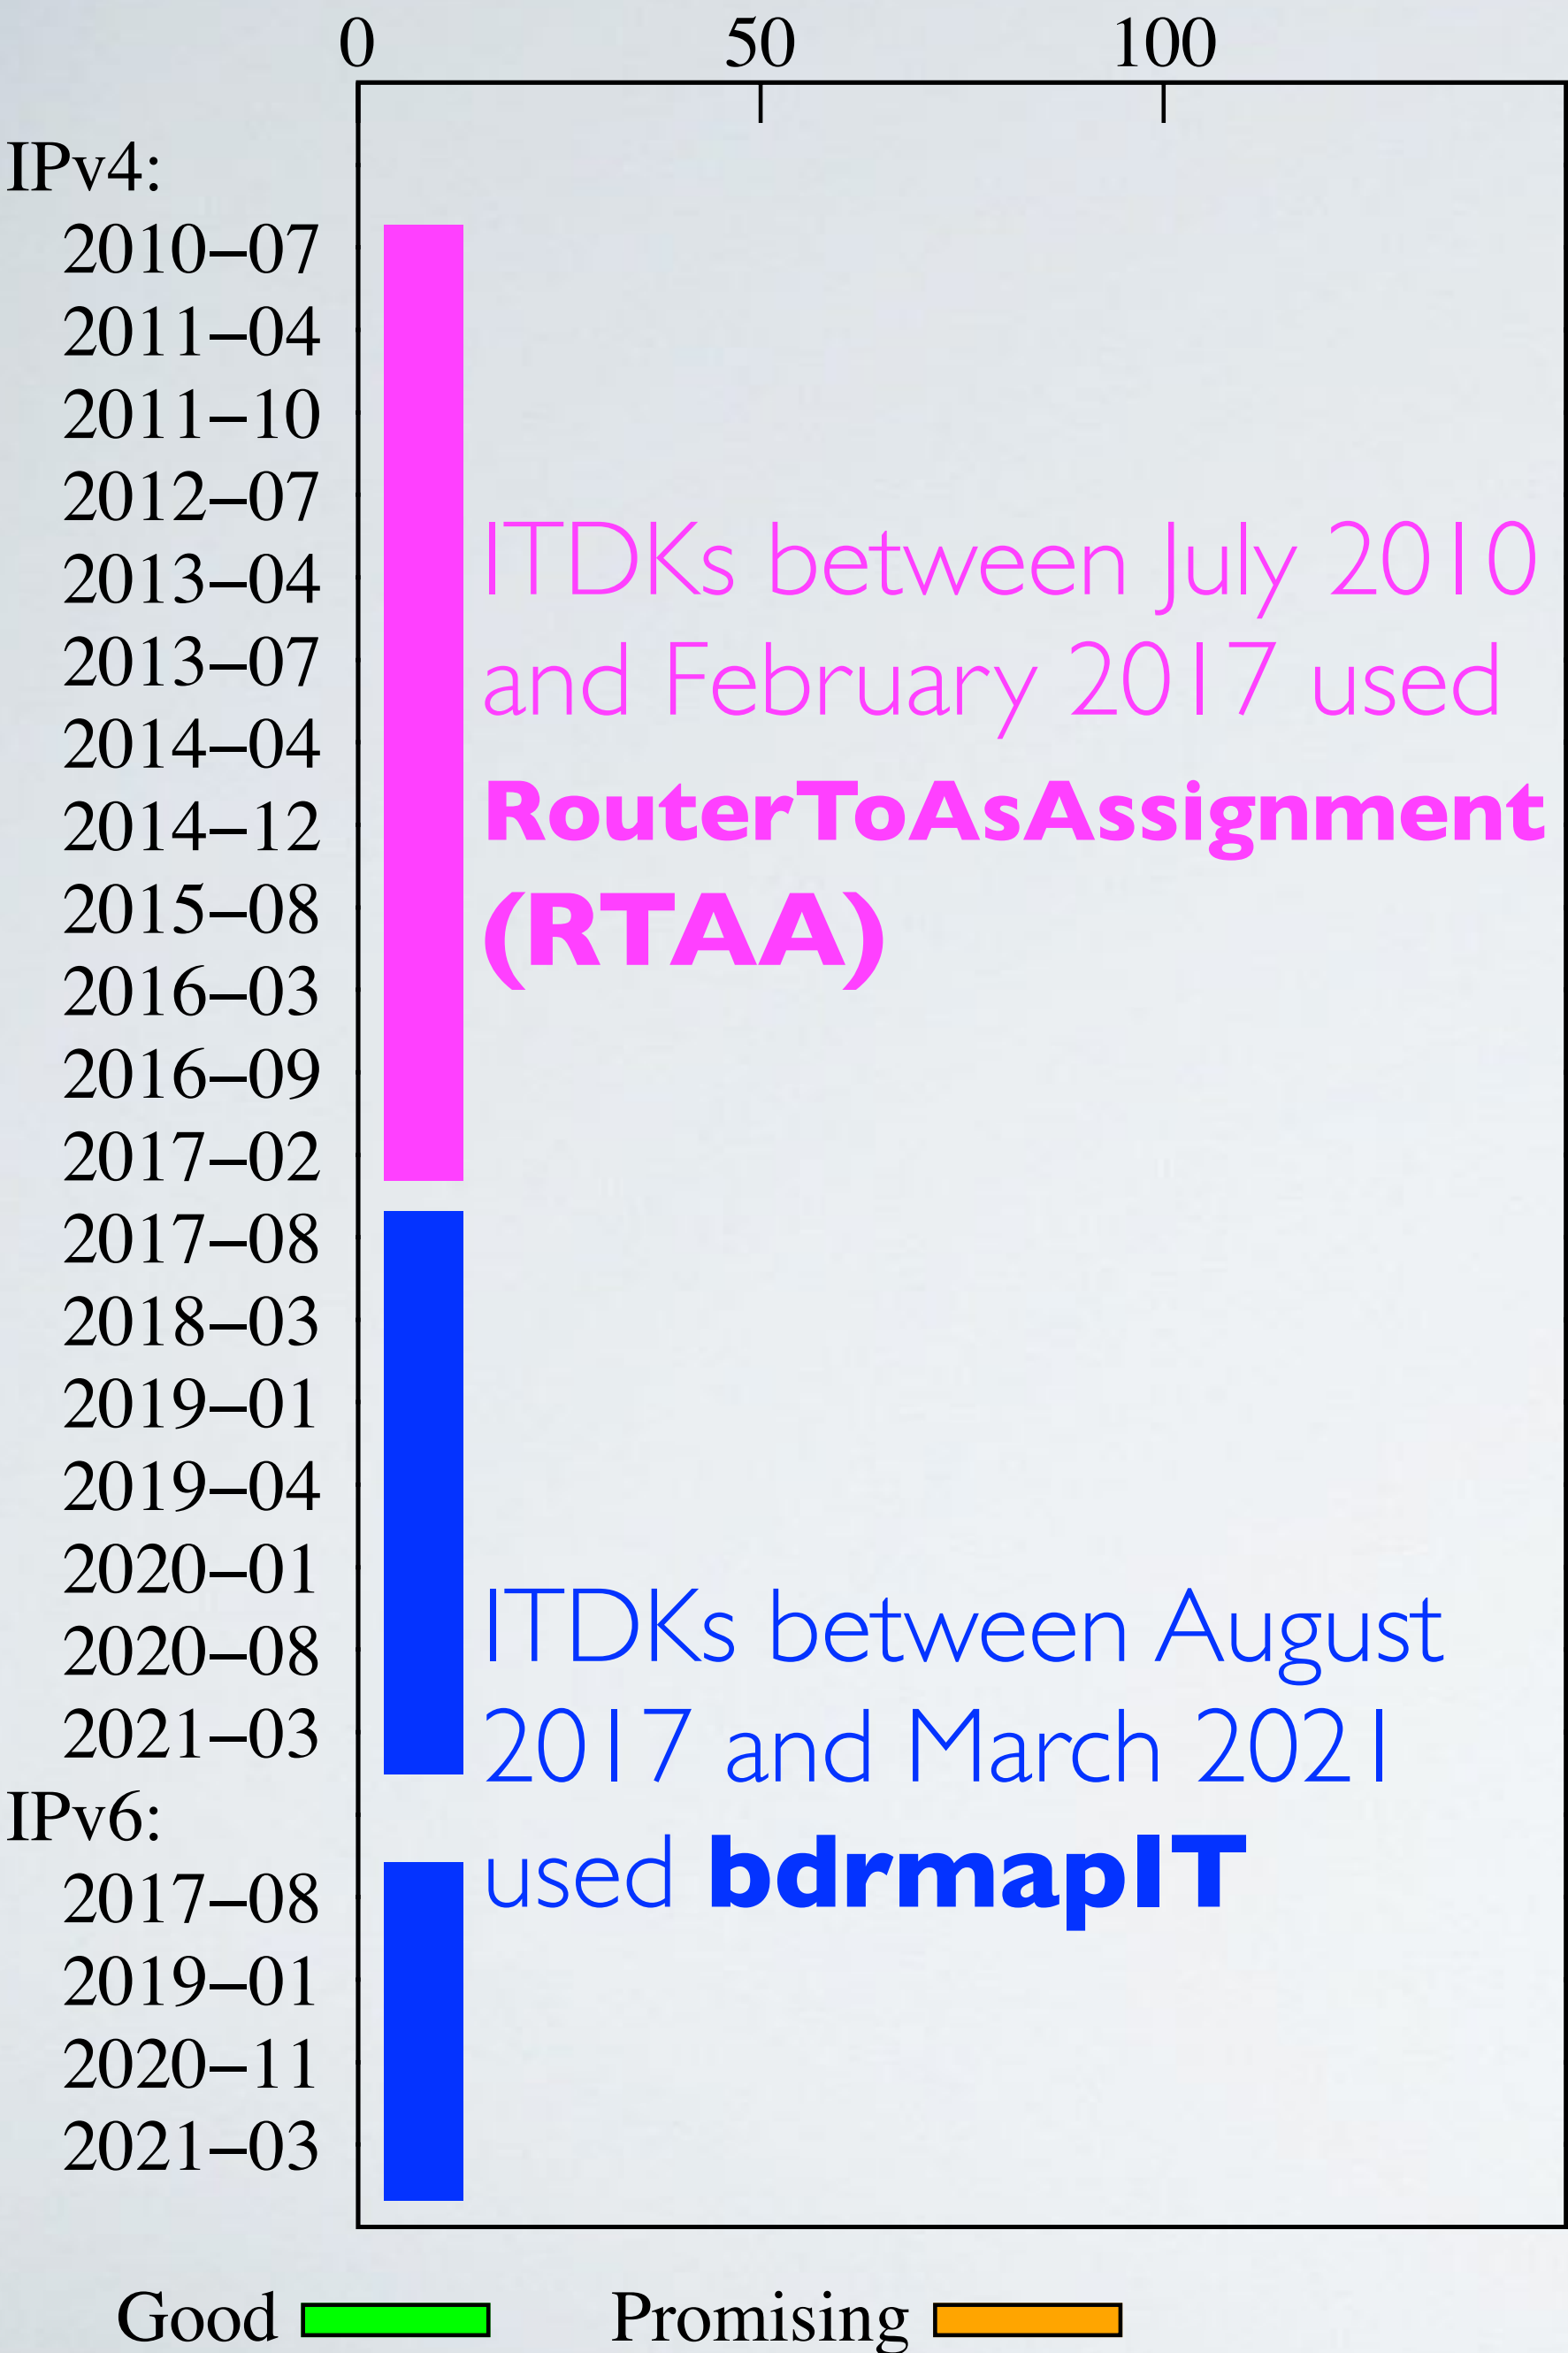 0 50 100
IPv4:
2010–07
2011–04
2011–10
2012–07
2013–04
2013–07
2014–04
2014–12
2015–08
2016–03
2016–09
2017–02
2017–08
2018–03
2019–01
2019–04
2020–01
2020–08
2021–03
IPv6:
2017–08
2019–01
2020–11
2021–03
ITDKs between July 2010
and February 2017 used
RouterToAsAssignment
(RTAA)
ITDKs between August
2017 and March 2021
used bdrmapIT
Good Promising